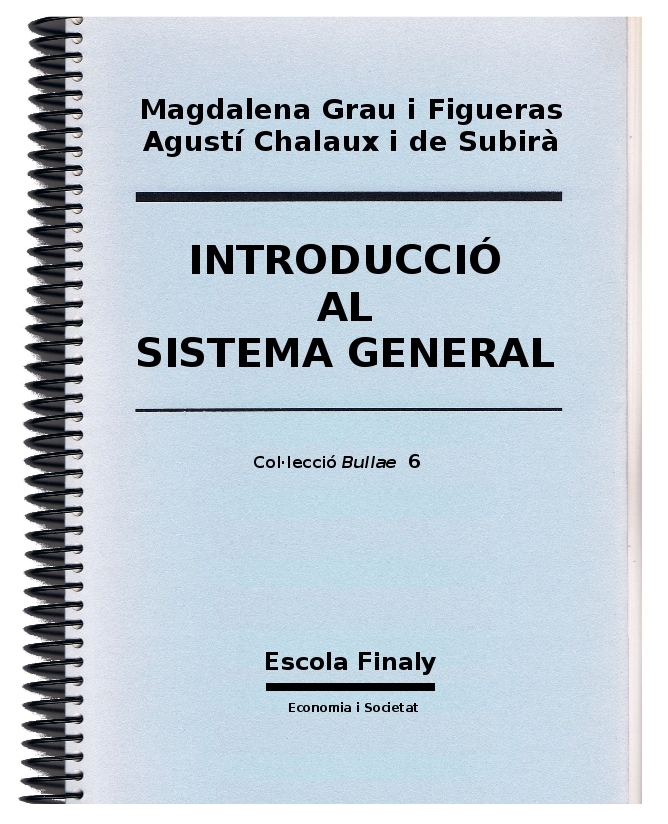 Magdalena Grau i Figueras
Agustí Chalaux i de Subirà
INTRODUCCIÓ
AL
SISTEMA GENERAL
Col·lecció Bullae 6
Escola Finaly
Economia i Societat